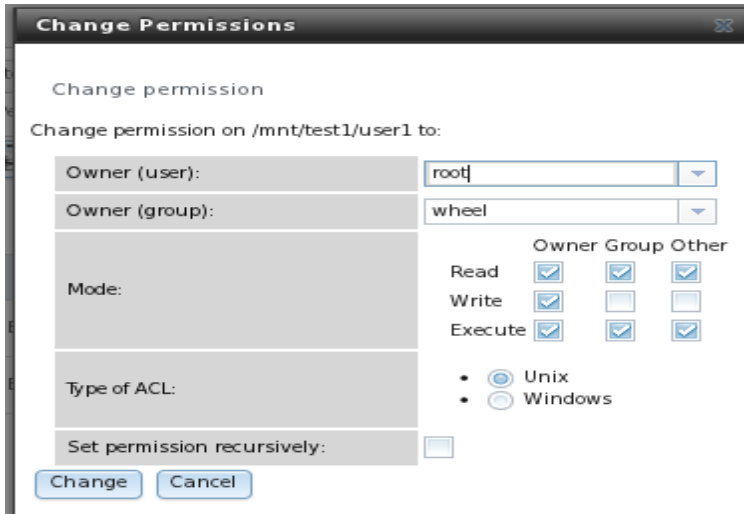 Change Permissions
Change permission
Change permission on /mnt/test1/user1 to:
Owner (user): root
Owner (group): wheel
Mode:
Owner Group Other
Read
Write
Execute
Type of ACL:
• Unix
• Windows
Set permission recursively:
Change Cancel